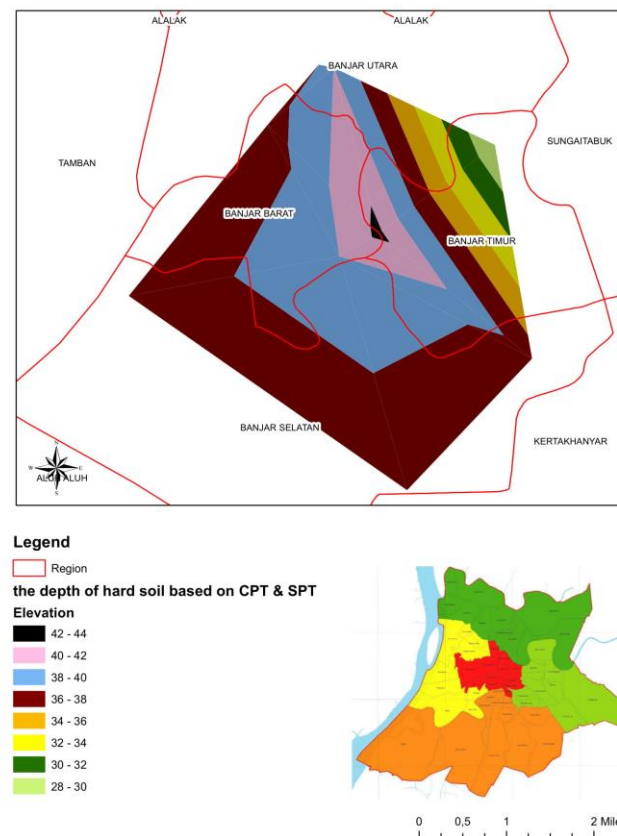 ALALAK
ALALAK
BANJAR UTARA
SUNGAITABUK
TAMBAN
BANJAR BARAT
BANJAR TIMUR
BANJAR SELATAN
KERTAKHANYAR
N
W E
S
ALUH ALUH
Legend
Region
the depth of hard soil based on CPT & SPT
Elevation
42 - 44
40 - 42
38 - 40
36 - 38
34 - 36
32 - 34
30 - 32
28 - 30
0 0,5 1 2 Mile